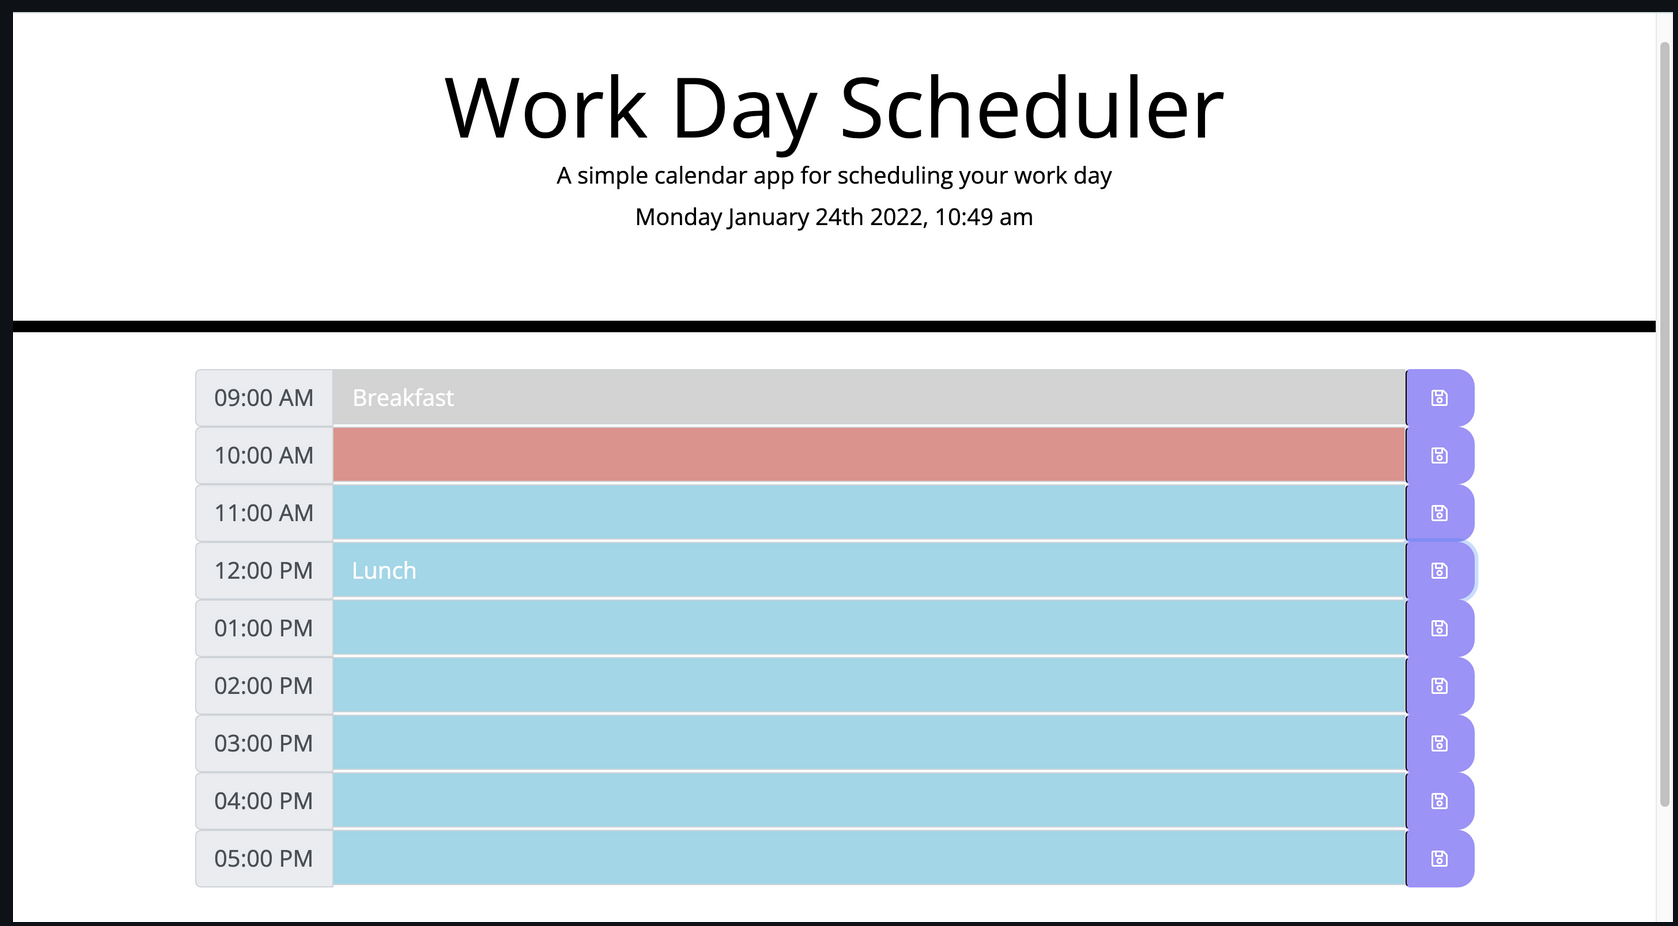 Work Day Scheduler
A simple calendar app for scheduling your work day
Monday January 24th 2022, 10:49 am
09:00 AM Breakfast
10:00 AM
11:00 AM
12:00 PM Lunch
01:00 PM
02:00 PM
03:00 PM
04:00 PM
05:00 PM